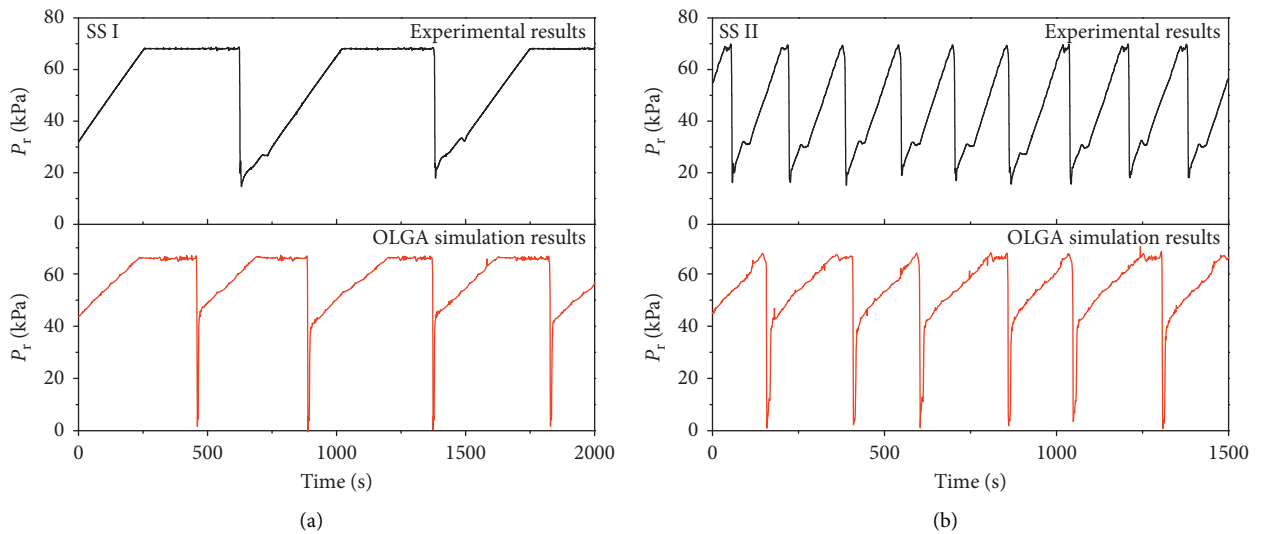 SS I
Experimental results
80
60
40
20
0
P_r (kPa)
OLGA simulation results
60
40
20
0
P_r (kPa)
0 500 1000 1500 2000
Time (s)
(a)
SS II
Experimental results
80
60
40
20
0
P_r (kPa)
OLGA simulation results
60
40
20
0
P_r (kPa)
0 500 1000 1500
Time (s)
(b)